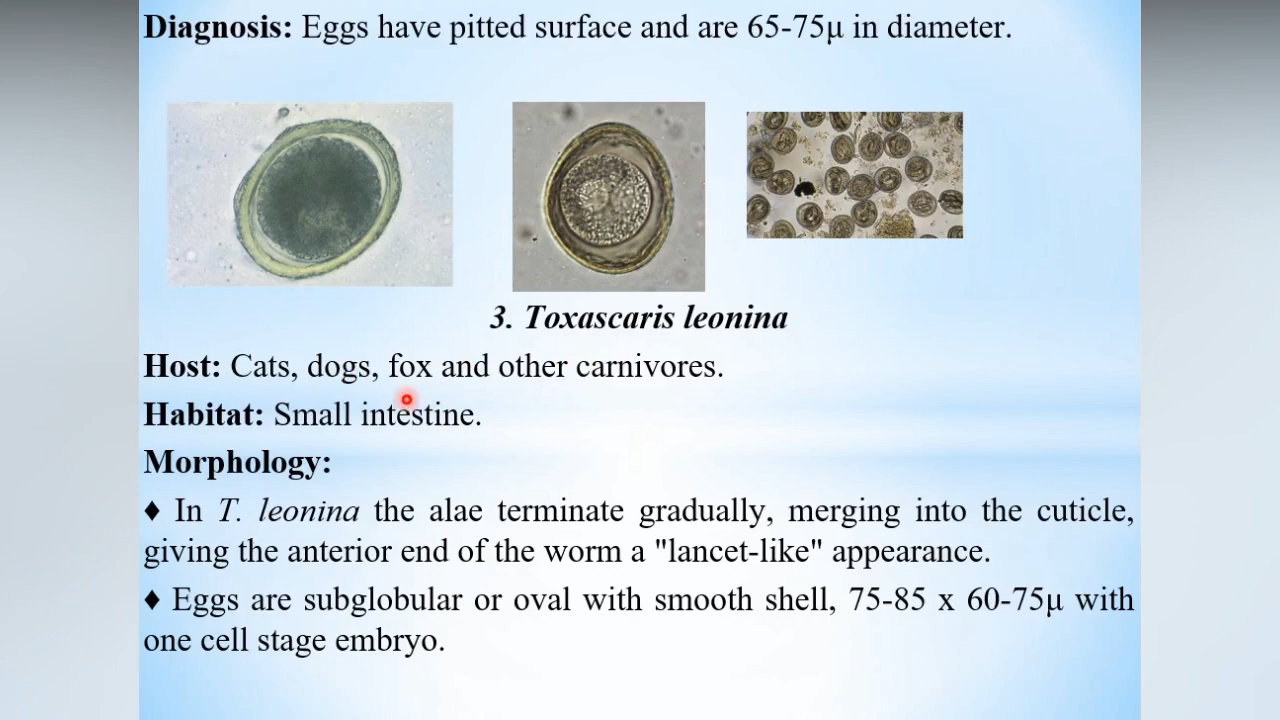 Diagnosis: Eggs have pitted surface and are 65-75μ in diameter.
3. Toxascaris leonina
Host: Cats, dogs, fox and other carnivores.
Habitat: Small intestine.
Morphology:
♦ In T. leonina the alae terminate gradually, merging into the cuticle,
giving the anterior end of the worm a "lancet-like" appearance.
♦ Eggs are subglobular or oval with smooth shell, 75-85 x 60-75μ with
one cell stage embryo.